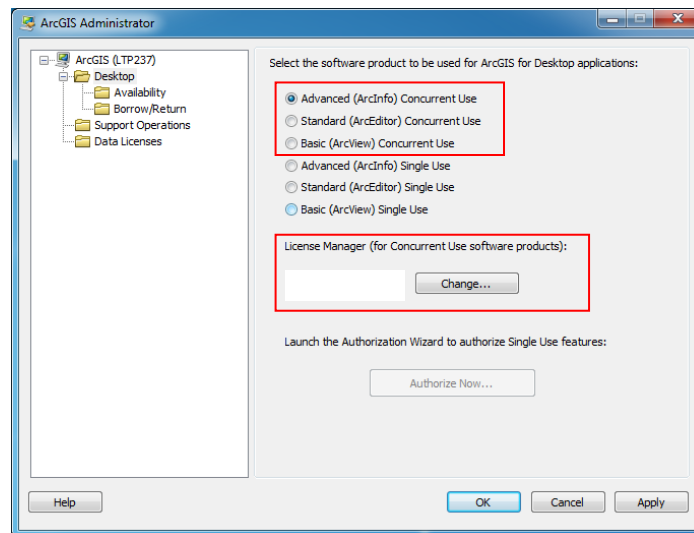 ArcGIS Administrator
ArcGIS (LTP237)
Desktop
Availability
Borrow/Return
Support Operations
Data Licenses
Select the software product to be used for ArcGIS for Desktop applications:
Advanced (ArcInfo) Concurrent Use
Standard (ArcEditor) Concurrent Use
Basic (ArcView) Concurrent Use
Advanced (ArcInfo) Single Use
Standard (ArcEditor) Single Use
Basic (ArcView) Single Use
License Manager (for Concurrent Use software products):
Change...
Launch the Authorization Wizard to authorize Single Use features:
Authorize Now...
Help
OK
Cancel
Apply